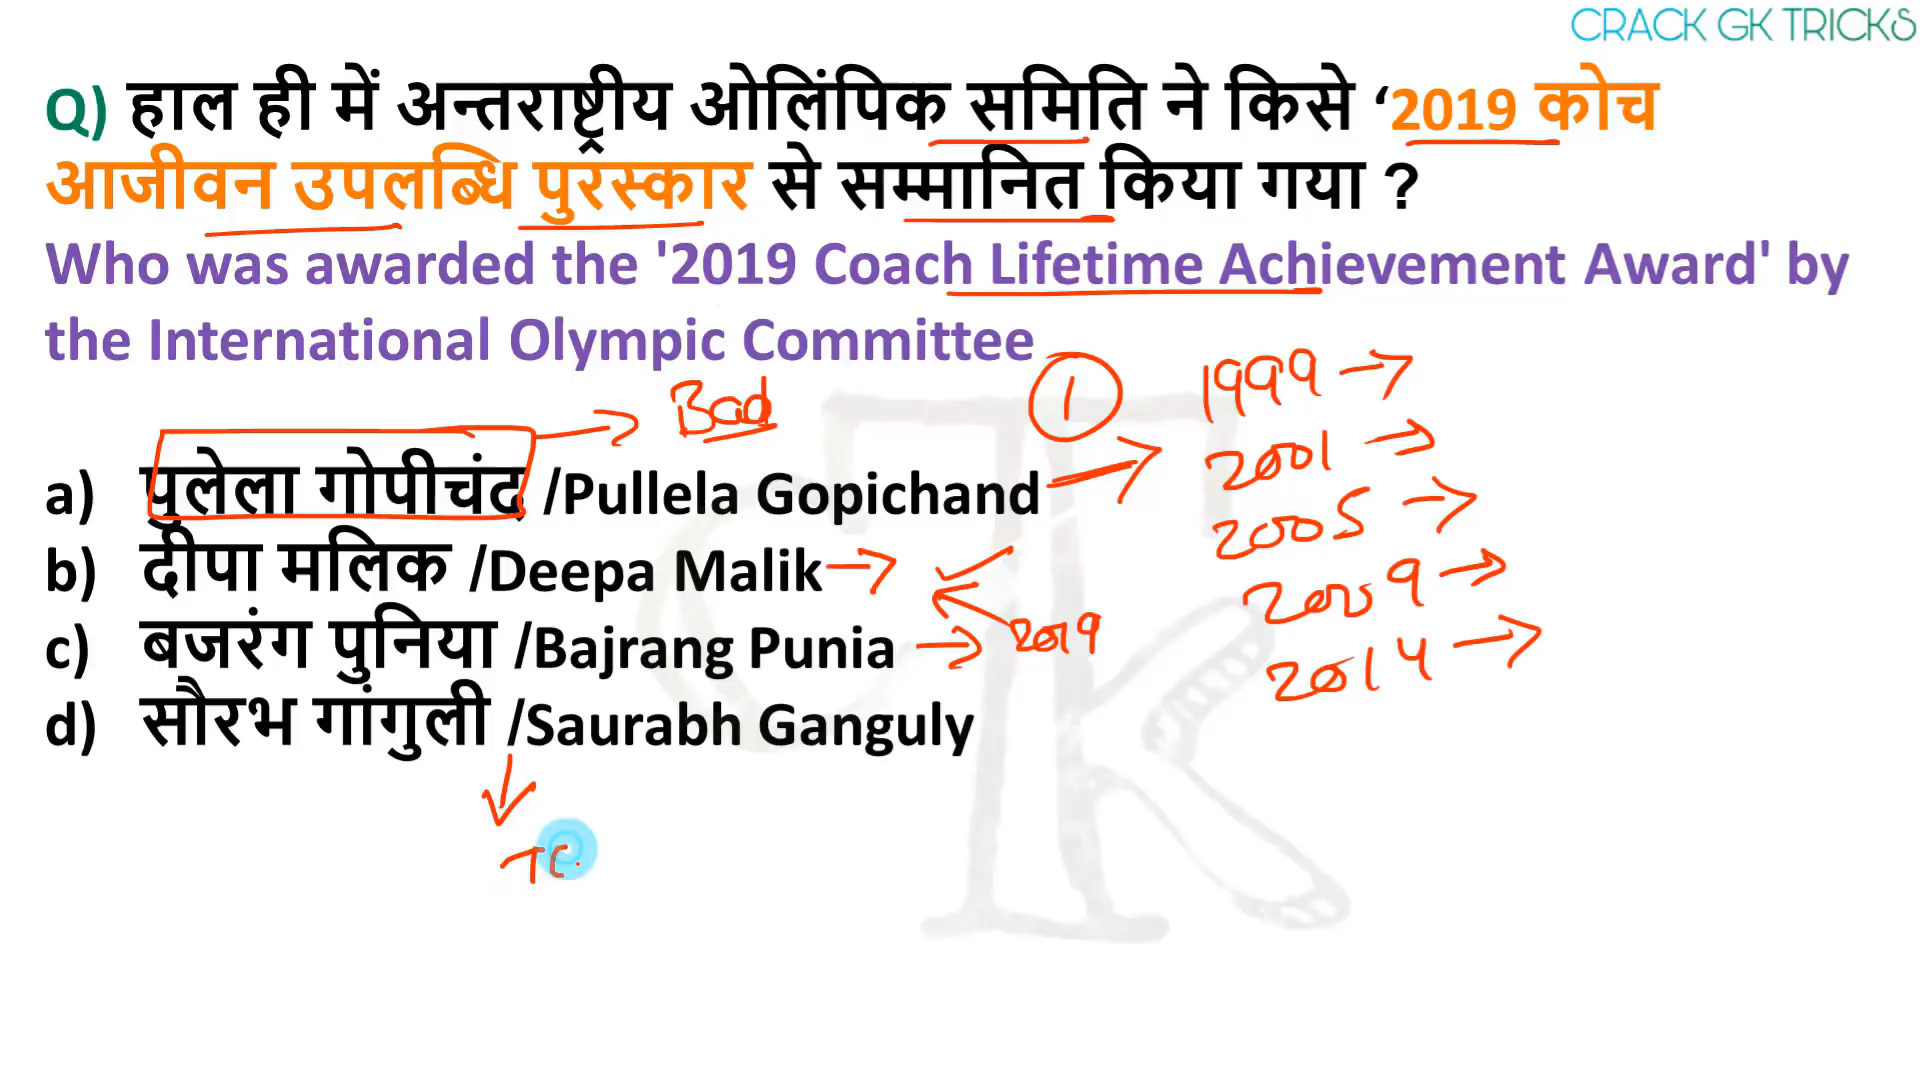 CRACK GK TRICKS
Q) हाल ही में अन्तराष्ट्रीय ओलिंपिक समिति ने किसे ‘2019 कोच
आजीवन उपलब्धि पुरस्कार से सम्मानित किया गया ?
Who was awarded the '2019 Coach Lifetime Achievement Award' by
the International Olympic Committee
Bad
1
1999
2001
a) पुलेला गोपीचंद /Pullela Gopichand
2005
b) दीपा मलिक /Deepa Malik
2009
c) बजरंग पुनिया /Bajrang Punia
2019
2014
d) सौरभ गांगुली /Saurabh Ganguly